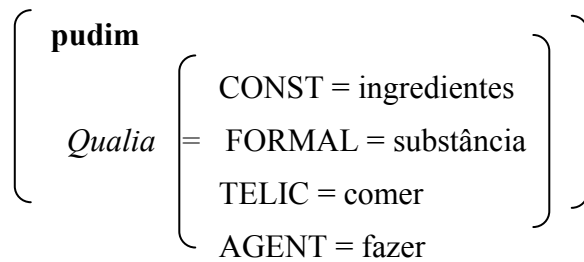 pudim
CONST = ingredientes
Qualia = FORMAL = substância
TELIC = comer
AGENT = fazer